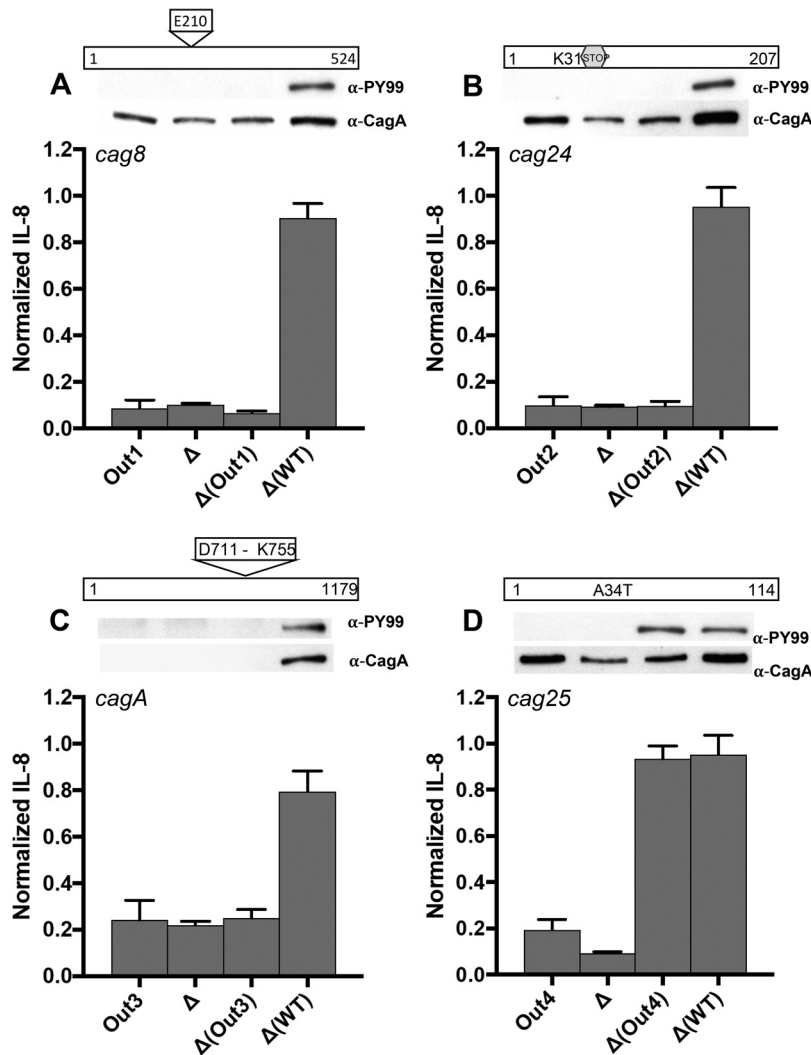 E210
1 524
A
α-PY99
α-CagA
cag8
Normalized IL-8
1.2
1.0
0.8
0.6
0.4
0.2
0.0
Out1
Δ
Δ(Out1)
Δ(WT)
1 K31 STOP 207
B
α-PY99
α-CagA
cag24
Normalized IL-8
1.2
1.0
0.8
0.6
0.4
0.2
0.0
Out2
Δ
Δ(Out2)
Δ(WT)
D711 - K755
1 1179
C
α-PY99
α-CagA
cagA
Normalized IL-8
1.2
1.0
0.8
0.6
0.4
0.2
0.0
Out3
Δ
Δ(Out3)
Δ(WT)
1 A34T 114
D
α-PY99
α-CagA
cag25
Normalized IL-8
1.2
1.0
0.8
0.6
0.4
0.2
0.0
Out4
Δ
Δ(Out4)
Δ(WT)